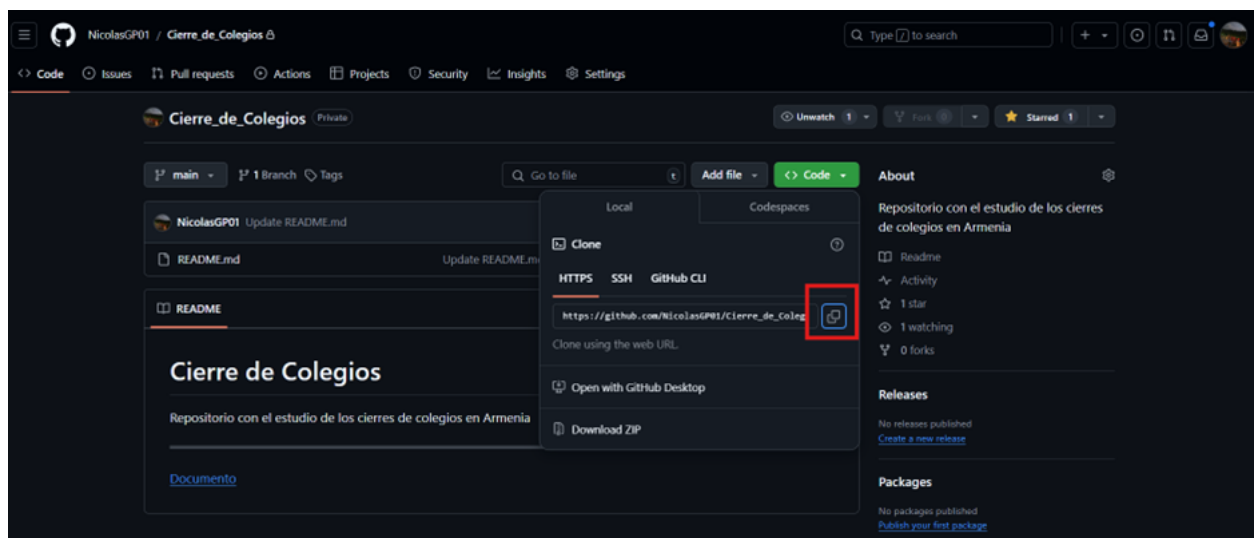 NicolasGP01 / Cierre_de_Colegios
Type / to search
Code Issues Pull requests Actions Projects Security Insights Settings
Cierre_de_Colegios Private
Unwatch 1 Fork 0 Starred 1
main 1 Branch Tags
Go to file t Add file Code
NicolasGP01 Update README.md
README.md Update README.m
README
Cierre de Colegios
Repositorio con el estudio de los cierres de colegios en Armenia
Documento
Local Codespaces
Clone
HTTPS SSH GitHub CLI
https://github.com/NicolasGP01/Cierre_de_Coleg
Clone using the web URL.
Open with GitHub Desktop
Download ZIP
About
Repositorio con el estudio de los cierres
de colegios en Armenia
Readme
Activity
1 star
1 watching
0 forks
Releases
No releases published
Create a new release
Packages
No packages published
Publish your first package